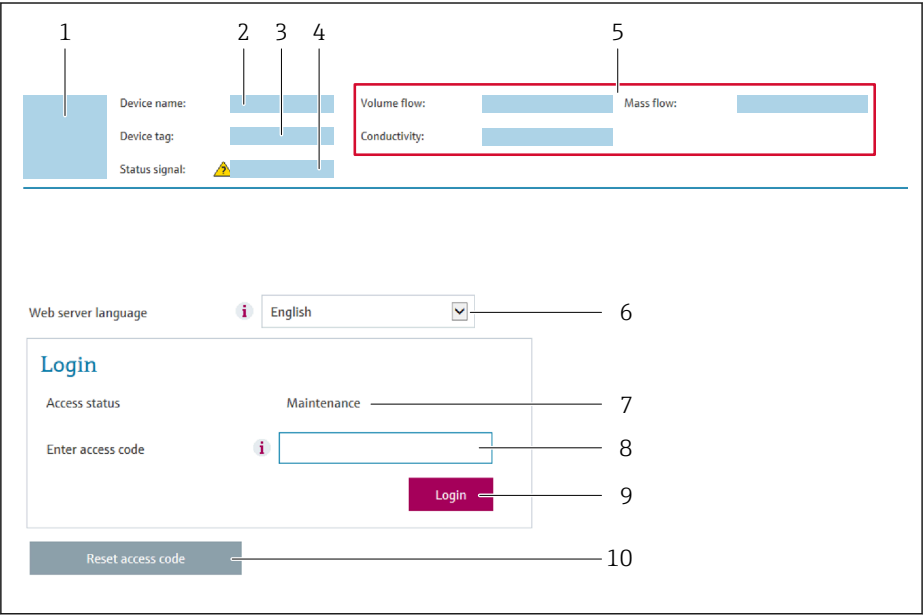 1 2 3 4 5
Device name: Volume flow: Mass flow:
Device tag: Conductivity:
Status signal: ?
Web server language i English 6
Login
Access status Maintenance 7
Enter access code i 8
Login 9
Reset access code 10